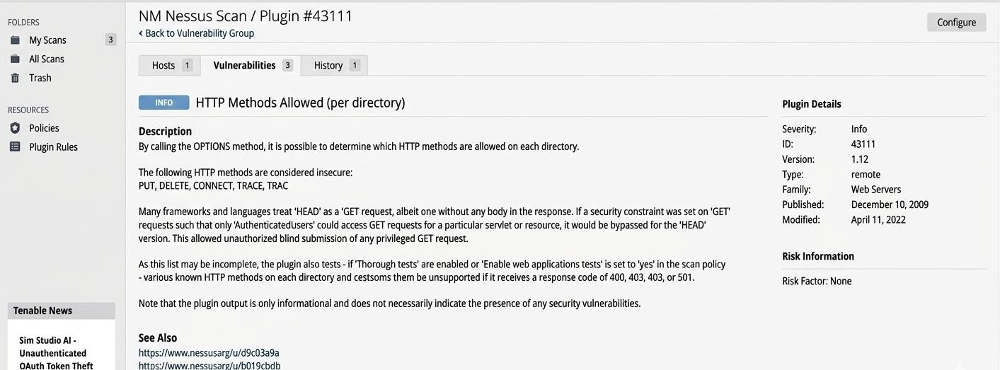 FOLDERS
My Scans 3
All Scans
Trash
RESOURCES
Policies
Plugin Rules
Tenable News
Sim Studio AI -
Unauthenticated
OAuth Token Theft
NM Nessus Scan / Plugin #43111
‹ Back to Vulnerability Group
Configure
Hosts 1 Vulnerabilities 3 History 1
INFO HTTP Methods Allowed (per directory)
Description
By calling the OPTIONS method, it is possible to determine which HTTP methods are allowed on each directory.
The following HTTP methods are considered insecure:
PUT, DELETE, CONNECT, TRACE, TRAC
Many frameworks and languages treat 'HEAD' as a 'GET request, albeit one without any body in the response. If a security constraint was set on 'GET'
requests such that only 'AuthenticatedUsers' could access GET requests for a particular servlet or resource, it would be bypassed for the 'HEAD'
version. This allowed unauthorized blind submission of any privileged GET request.
As this list may be incomplete, the plugin also tests - if 'Thorough tests' are enabled or 'Enable web applications tests' is set to 'yes' in the scan policy
- various known HTTP methods on each directory and cestsoms them be unsupported if it receives a response code of 400, 403, 403, or 501.
Note that the plugin output is only informational and does not necessarily indicate the presence of any security vulnerabilities.
See Also
https://www.nessusarg/u/d9c03a9a
https://www.nessusarg/u/b019cbdb
Plugin Details
Severity: Info
ID: 43111
Version: 1.12
Type: remote
Family: Web Servers
Published: December 10, 2009
Modified: April 11, 2022
Risk Information
Risk Factor: None